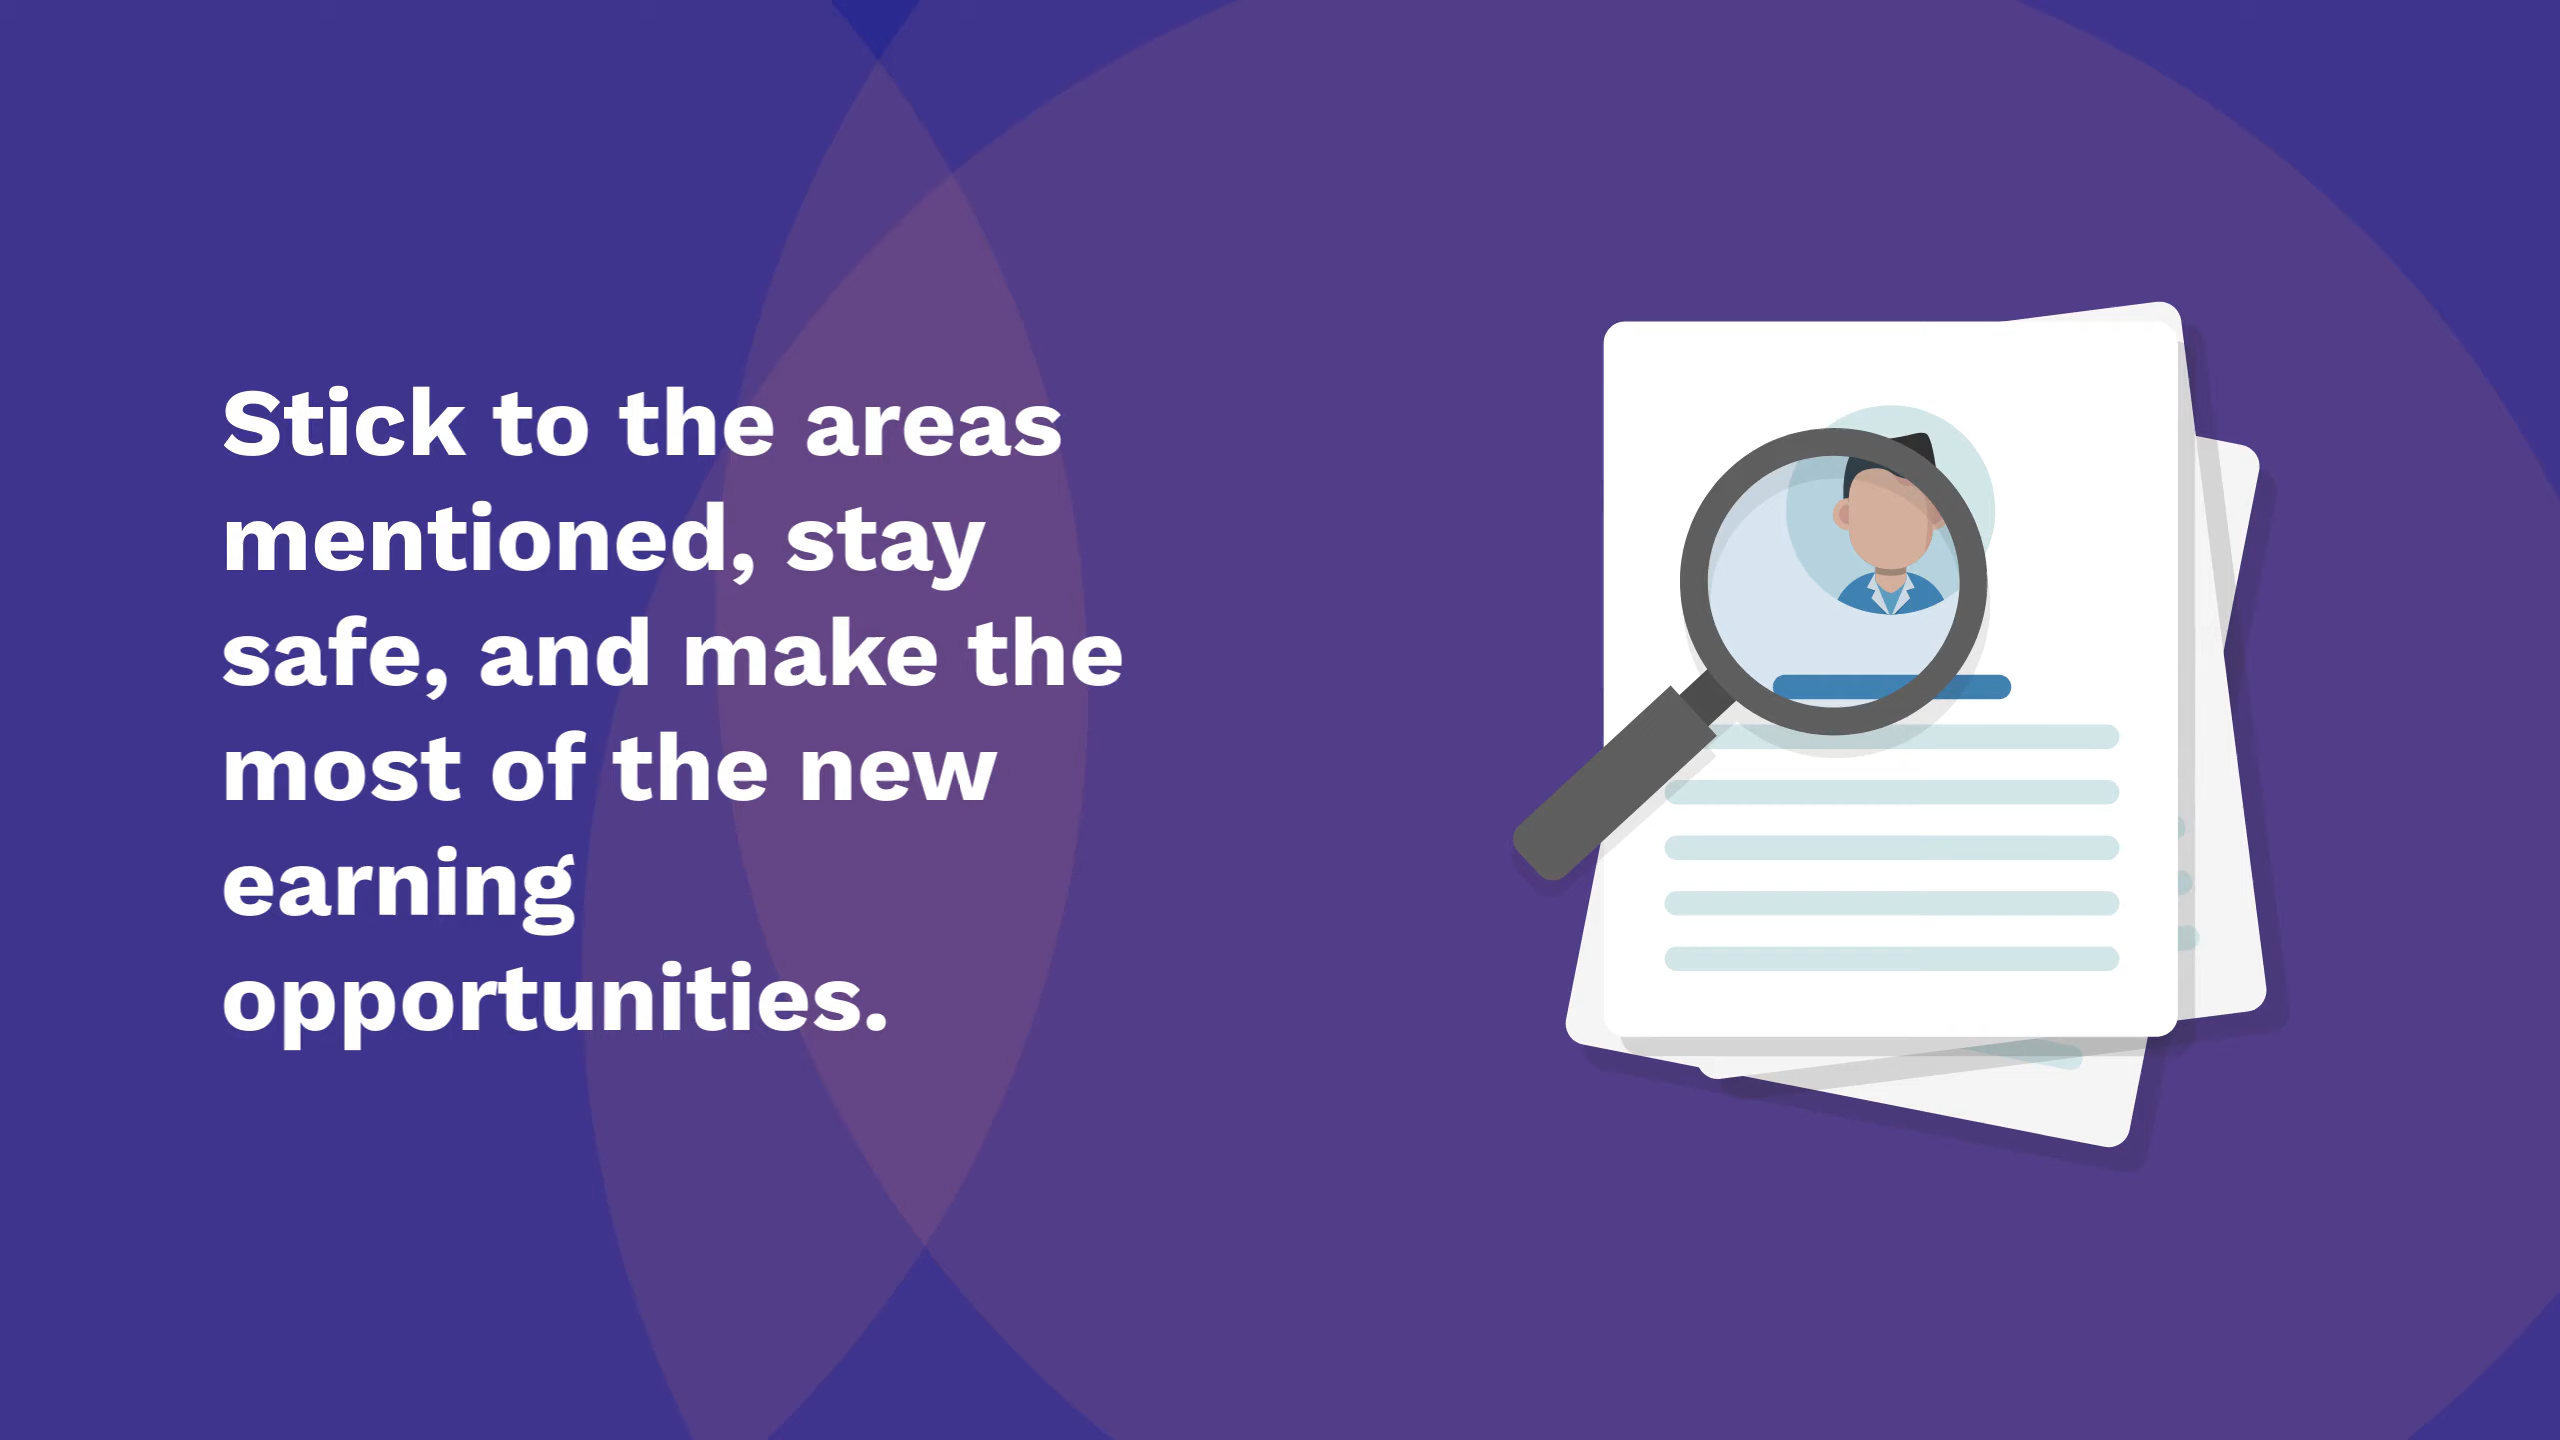 Stick to the areas
mentioned, stay
safe, and make the
most of the new
earning
opportunities.